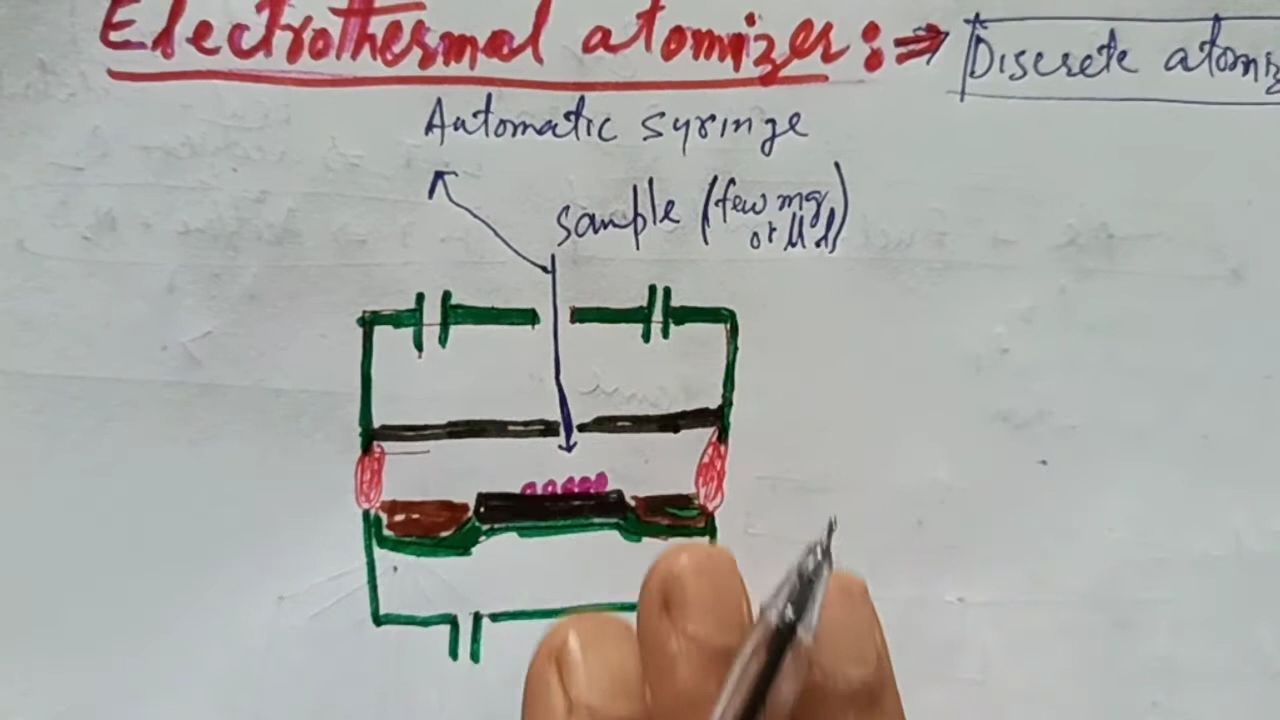 Electrothermal atomizer :⇒ Discrete atomiz
Automatic syringe
sample (few mg
or μl)